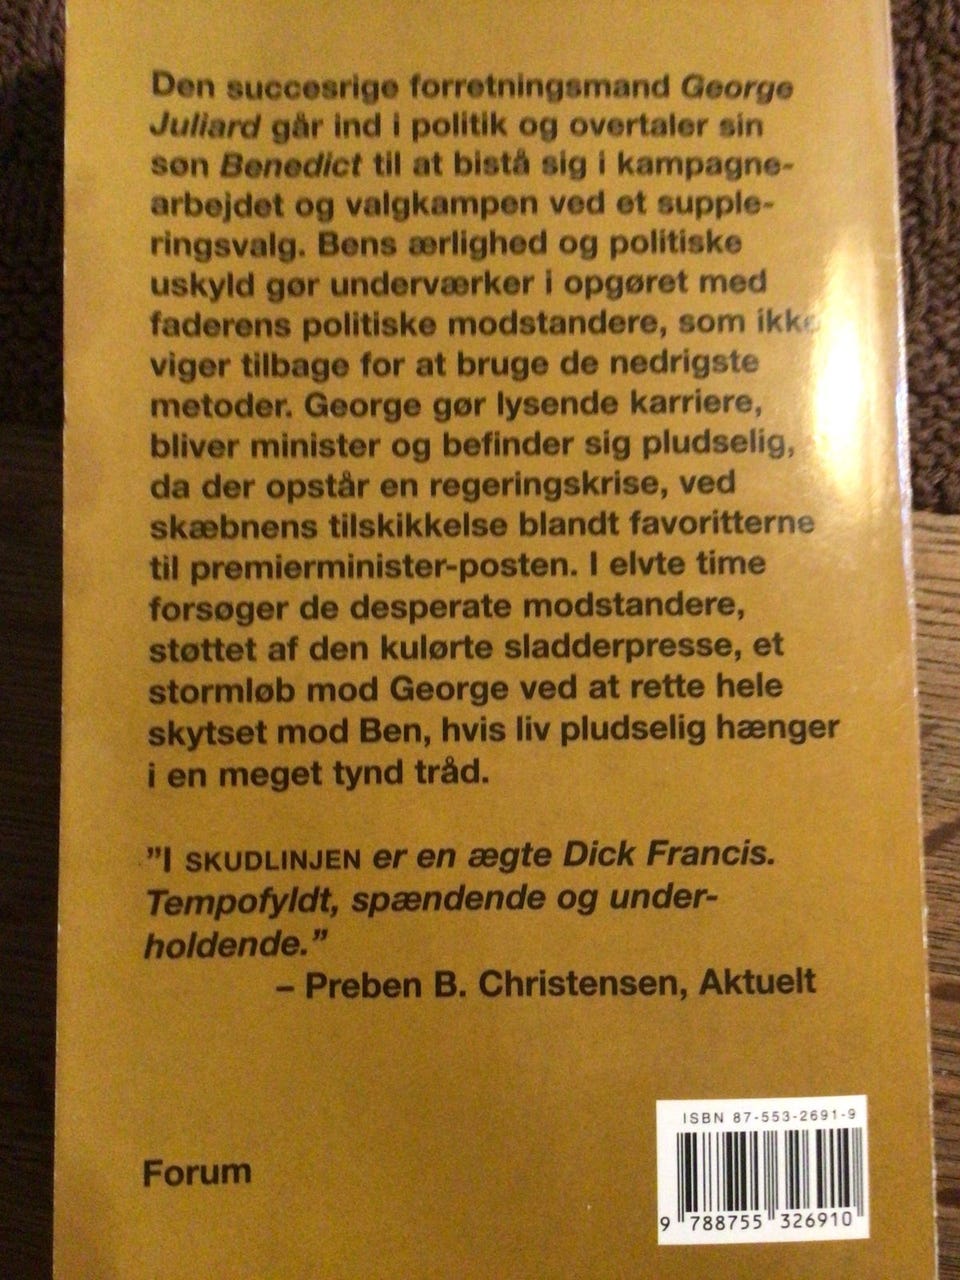 Den succesrige forretningsmand George
Juliard går ind i politik og overtaler sin
søn Benedict til at bistå sig i kampagne-
arbejdet og valgkampen ved et supple-
ringsvalg. Bens ærlighed og politiske
uskyld gør underværker i opgøret med
faderens politiske modstandere, som ikke
viger tilbage for at bruge de nedrigste
metoder. George gør lysende karriere,
bliver minister og befinder sig pludselig,
da der opstår en regeringskrise, ved
skæbnens tilskikkelse blandt favoritterne
til premierminister-posten. I elvte time
forsøger de desperate modstandere,
støttet af den kulørte sladderpresse, et
stormløb mod George ved at rette hele
skytset mod Ben, hvis liv pludselig hænger
i en meget tynd tråd.
”I SKUDLINJEN er en ægte Dick Francis.
Tempofyldt, spændende og under-
holdende.”
– Preben B. Christensen, Aktuelt
ISBN 87-553-2691-9
Forum
9 788755 326910